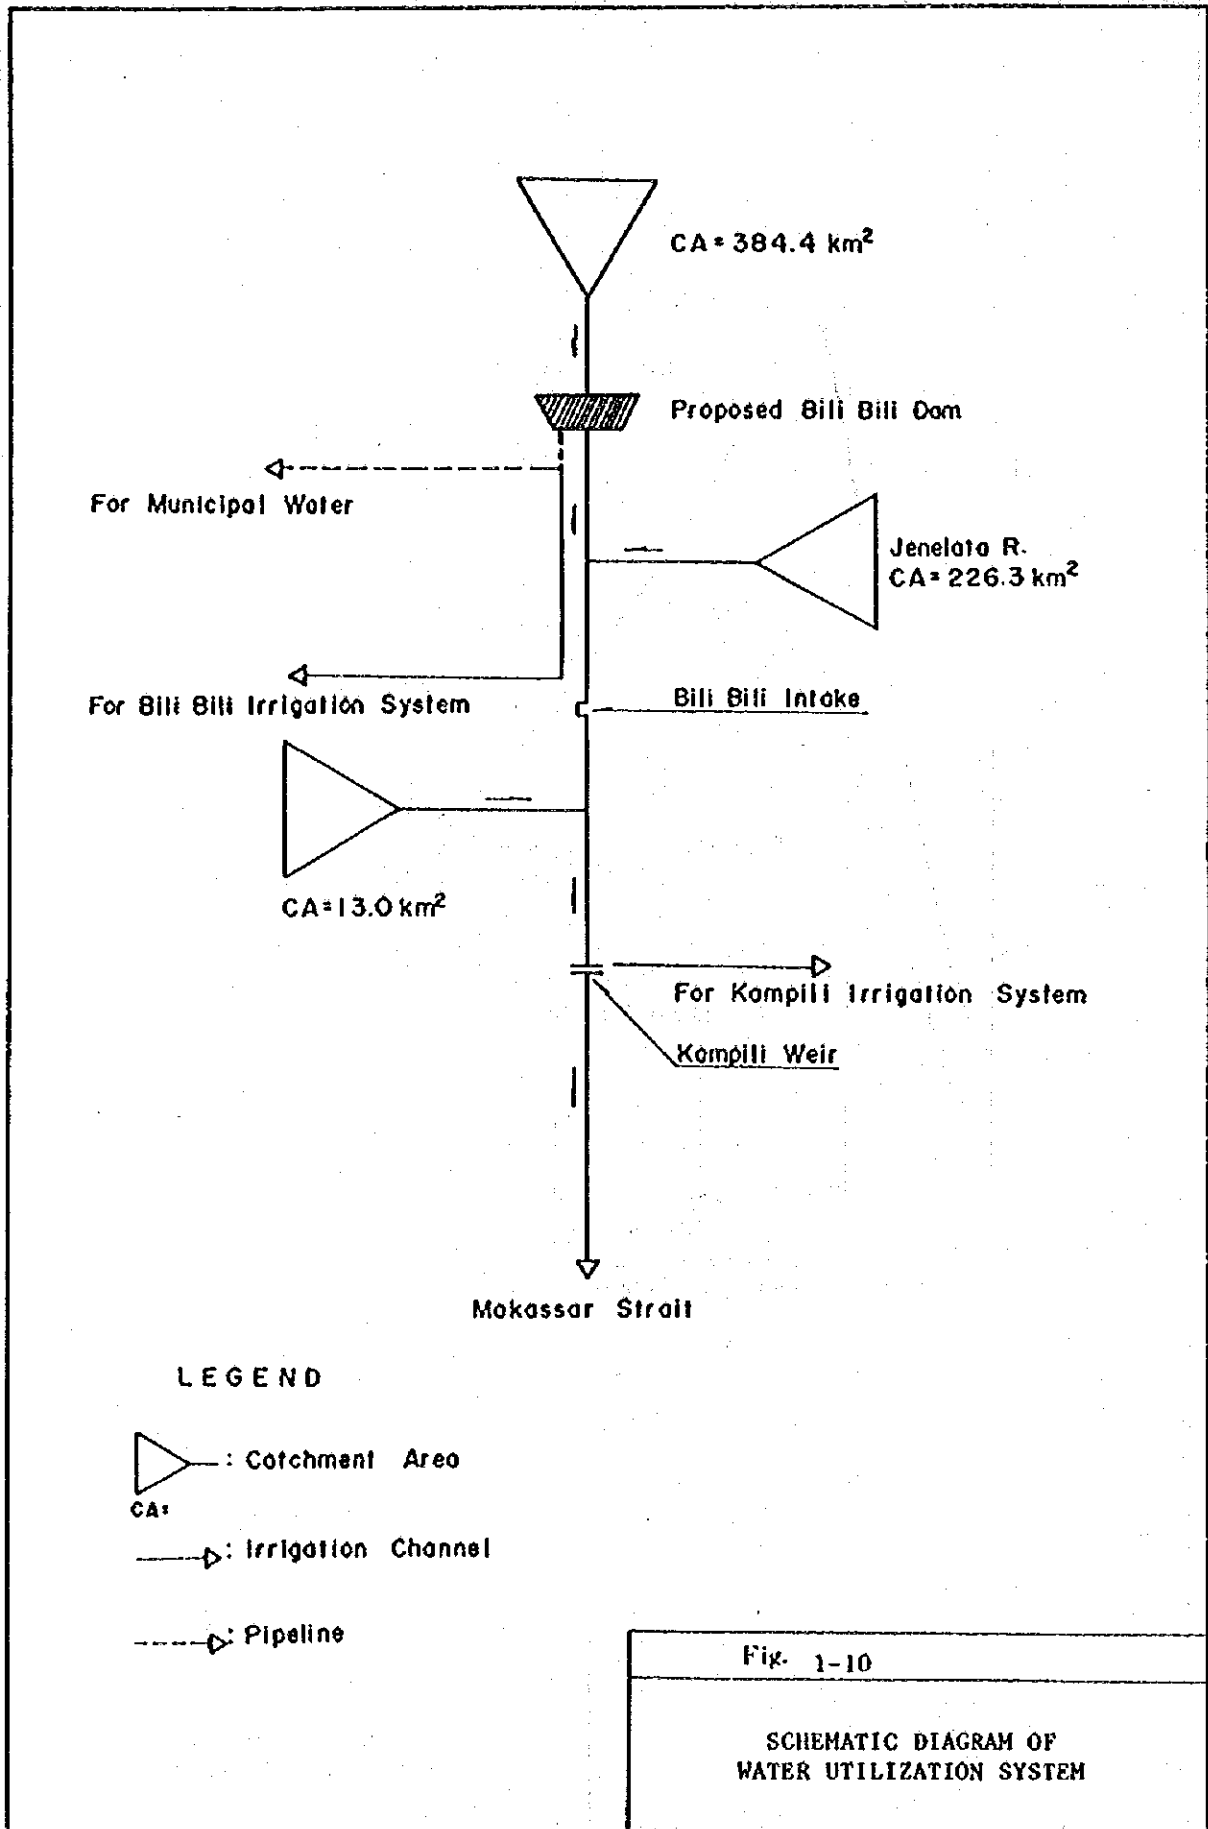 CA=384.4 km²
Proposed Bili Bili Dam
For Municipal Water
Jenelata R.
CA=226.3 km²
For Bili Bili Irrigation System
Bili Bili Intake
CA=13.0 km²
For Kampili Irrigation System
Kampili Weir
Makassar Strait
LEGEND
: Catchment Area
CA=
: Irrigation Channel
: Pipeline
Fig. 1-10
SCHEMATIC DIAGRAM OF
WATER UTILIZATION SYSTEM